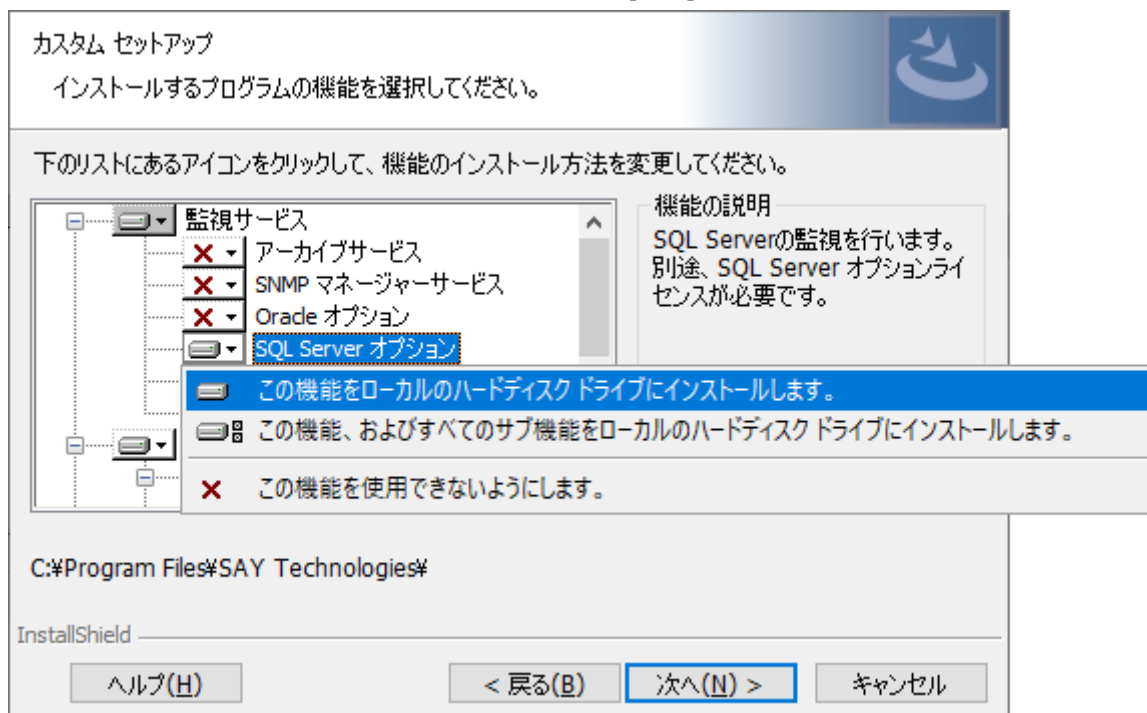 カスタム セットアップ
インストールするプログラムの機能を選択してください。
下のリストにあるアイコンをクリックして、機能のインストール方法を変更してください。
監視サービス
アーカイブサービス
SNMP マネージャーサービス
Oracle オプション
SQL Server オプション
機能の説明
SQL Serverの監視を行います。
別途、SQL Server オプションライ
センスが必要です。
この機能をローカルのハードディスク ドライブにインストールします。
この機能、およびすべてのサブ機能をローカルのハードディスク ドライブにインストールします。
この機能を使用できないようにします。
C:¥Program Files¥SAY Technologies¥
InstallShield
ヘルプ(H)
< 戻る(B)
次へ(N) >
キャンセル